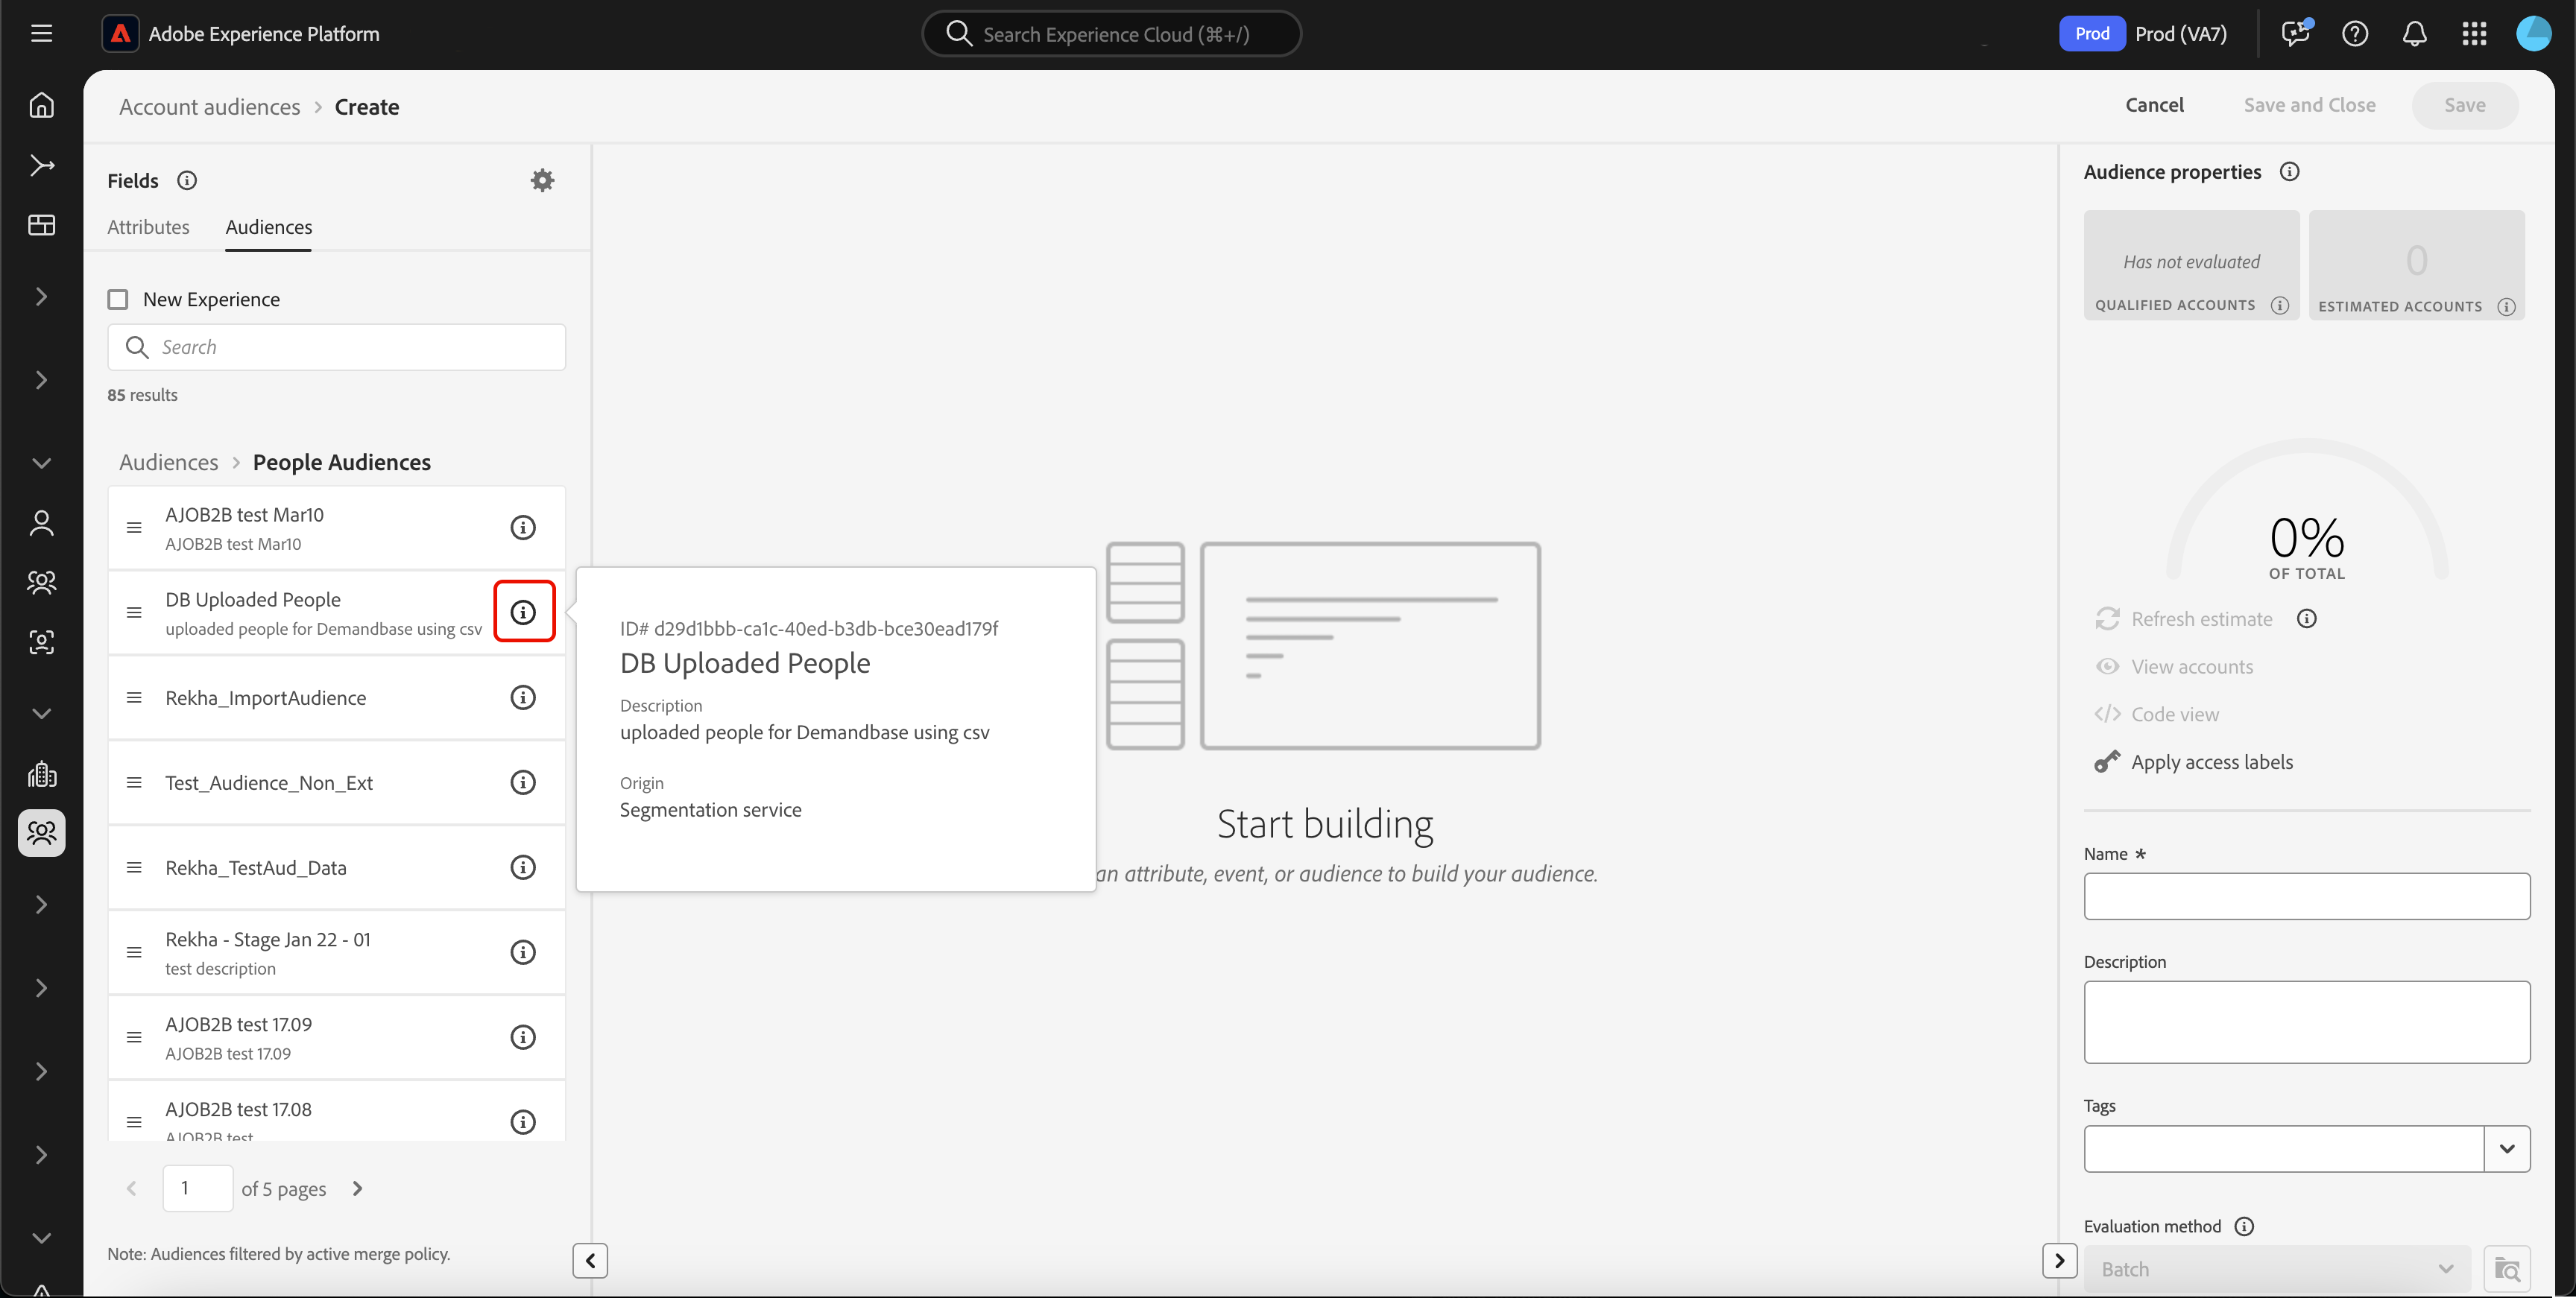 Adobe Experience Platform
Search Experience Cloud (⌘+/)
Prod
Prod (VA7)
Account audiences > Create
Cancel
Save and Close
Save
Fields
Attributes
Audiences
New Experience
Search
85 results
Audiences > People Audiences
AJOB2B test Mar10
AJOB2B test Mar10
DB Uploaded People
uploaded people for Demandbase using csv
Rekha_ImportAudience
Test_Audience_Non_Ext
Rekha_TestAud_Data
Rekha - Stage Jan 22 - 01
test description
AJOB2B test 17.09
AJOB2B test 17.09
AJOB2B test 17.08
AJOB2B test
1 of 5 pages
Note: Audiences filtered by active merge policy.
ID# d29d1bbb-ca1c-40ed-b3db-bce30ead179f
DB Uploaded People
Description
uploaded people for Demandbase using csv
Origin
Segmentation service
Start building
an attribute, event, or audience to build your audience.
Audience properties
Has not evaluated
QUALIFIED ACCOUNTS
0
ESTIMATED ACCOUNTS
0%
OF TOTAL
Refresh estimate
View accounts
Code view
Apply access labels
Name *
Description
Tags
Evaluation method
Batch